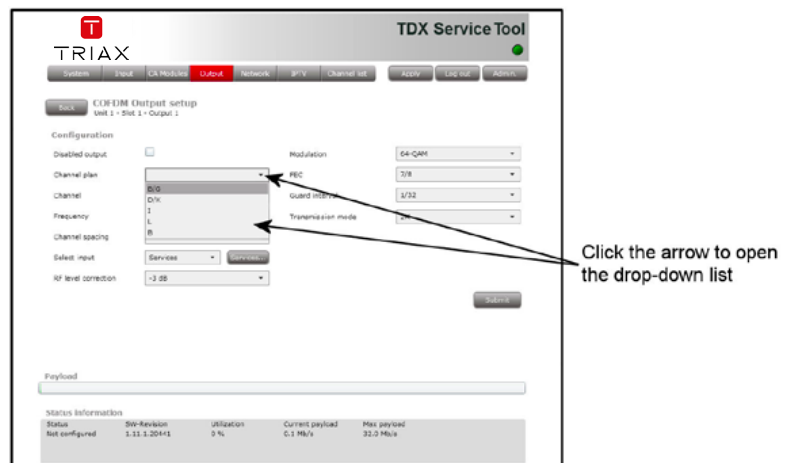 TRIAX
TDX Service Tool
System Input CA Modules Output Network IPTV Channel list Apply Log out Admin.
Back COFDM Output setup
Unit 1 - Slot 1 - Output 1
Configuration
Disabled output Modulation 64-QAM
Channel plan FEC 7/8
B/G
Channel D/K Guard interval 1/32
I
Frequency L Transmission mode
B
Channel spacing
Select input Services Services...
RF level correction -3 dB
Submit
Click the arrow to open
the drop-down list
Payload
Status information
Status SW-Revision Utilization Current payload Max payload
Not configured 1.11.1.20441 0 % 0.1 Mb/s 32.0 Mb/s